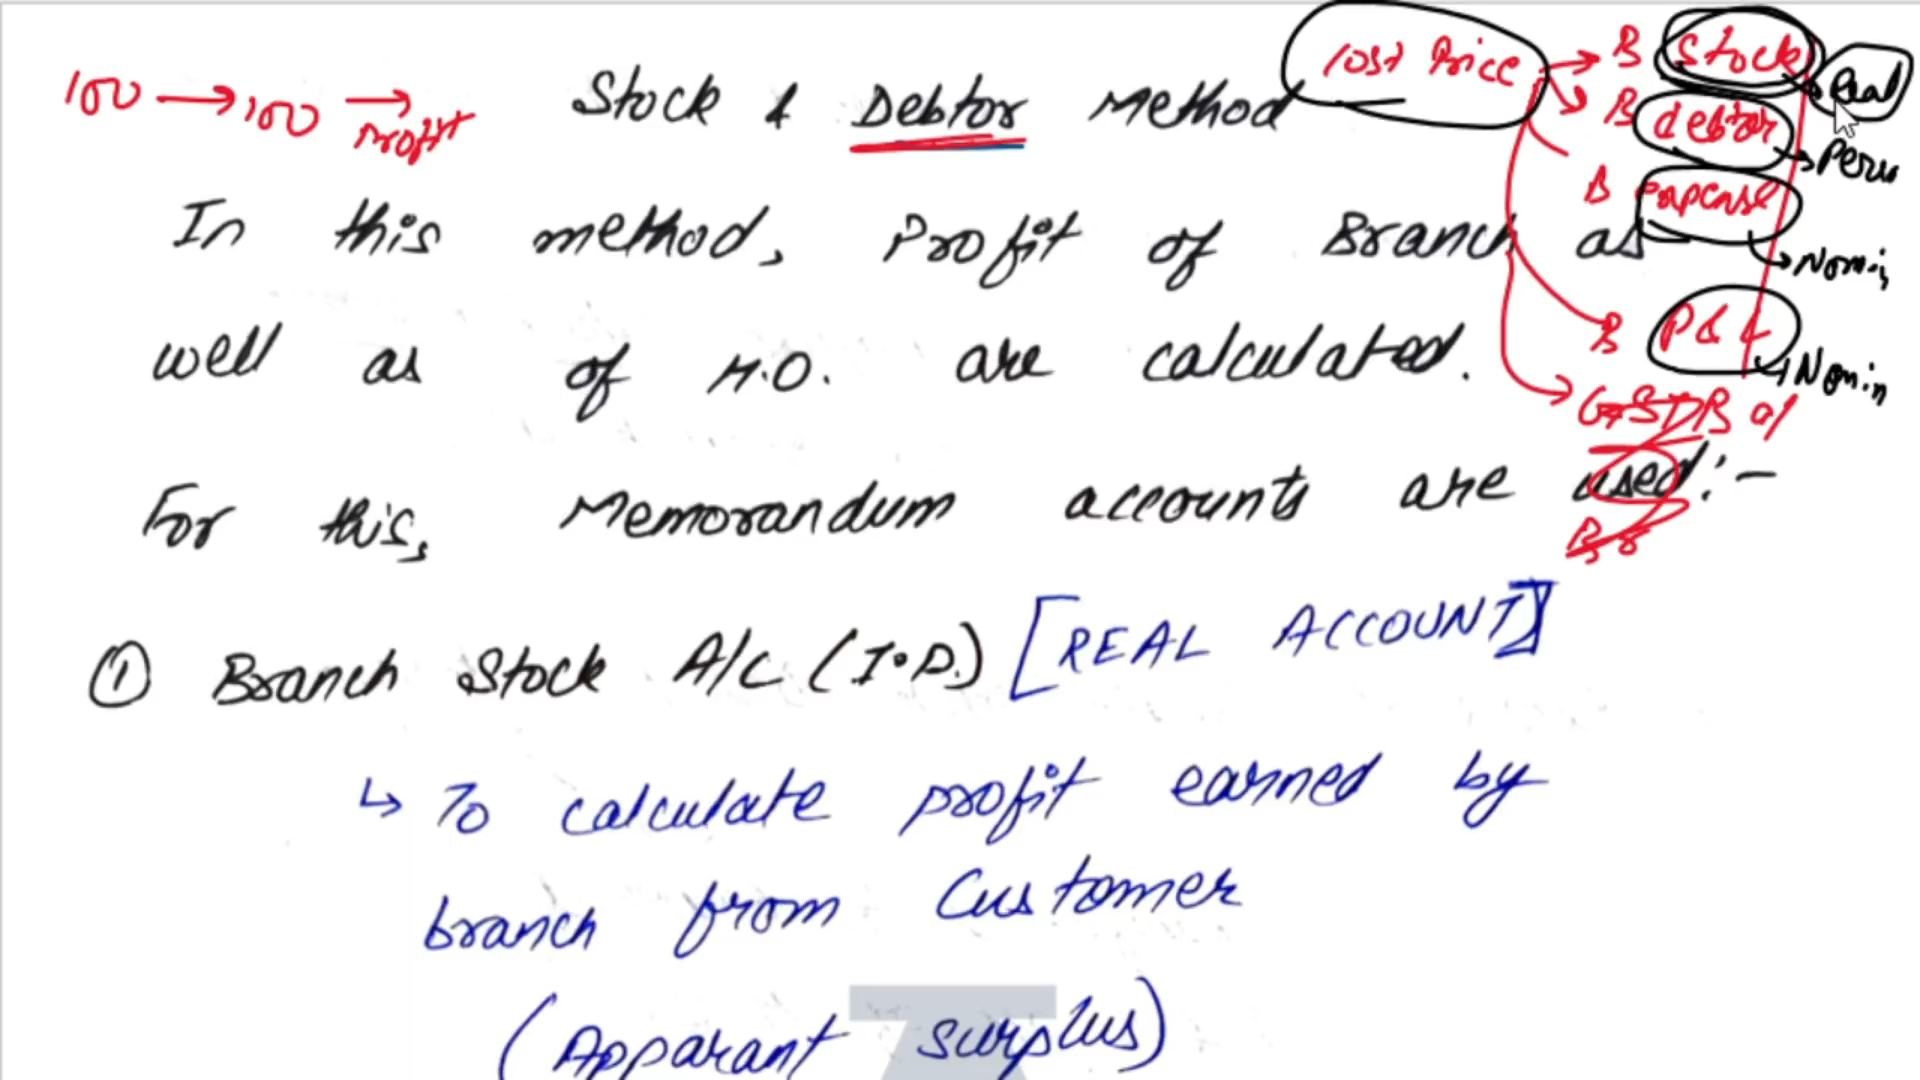 100 → 100 → Profit
Stock & Debtor Method
Cost Price
B Stock → Real
B debtor → Pers
B expense → Nomin
B P & L → Nomin
GSDB a/
In this method, Profit of Branch as
well as of H.O. are calculated.
For this, Memorandum accounts are used:-
① Branch Stock A/C (I.P.) [REAL ACCOUNT]
↳ To calculate profit earned by
branch from Customer
(Apparant surplus)